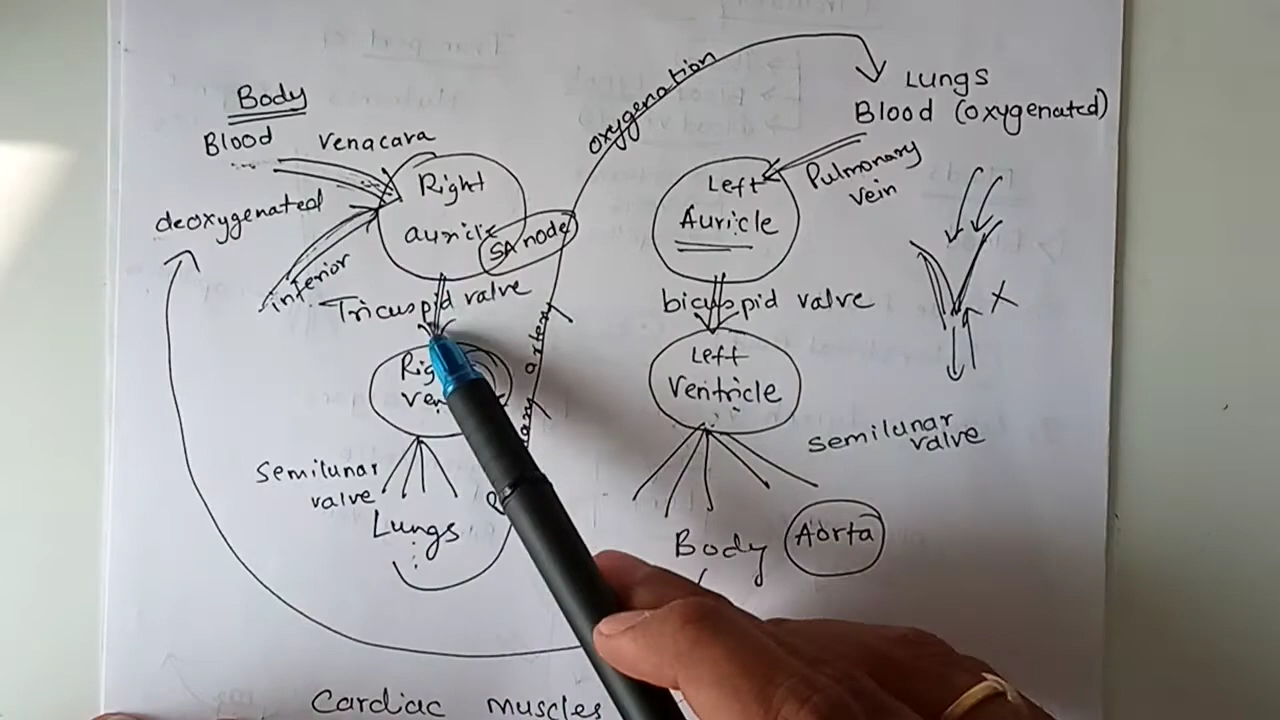 Body
Blood
venacara
deoxygenated
inferior
Right
auricle
SA node
Tricuspid valve
semilunar
valve
Lungs
artery
oxygenation
Lungs
Blood (oxygenated)
Pulmonary
vein
Left
Auricle
bicuspid valve
Left
Ventricle
semilunar
valve
Body
Aorta
X
Cardiac muscles